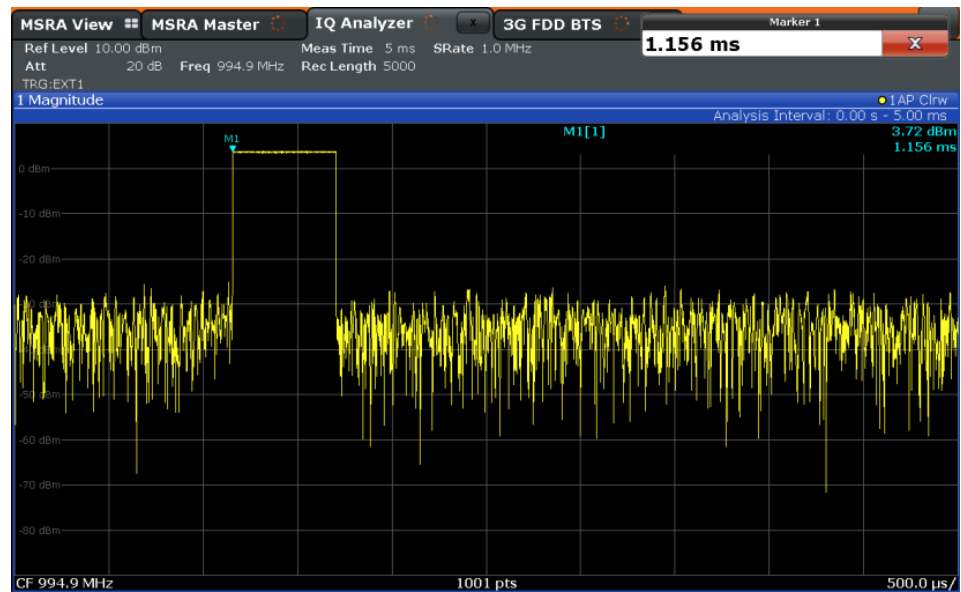 MSRA View MSRA Master IQ Analyzer x 3G FDD BTS
Marker 1
1.156 ms X
Ref Level 10.00 dBm Meas Time 5 ms SRate 1.0 MHz
Att 20 dB Freq 994.9 MHz Rec Length 5000
TRG:EXT1
1 Magnitude 1AP Clrw
Analysis Interval: 0.00 s - 5.00 ms
M1 M1[1] 3.72 dBm
1.156 ms
0 dBm
-10 dBm
-20 dBm
-50 dBm
-60 dBm
-70 dBm
-80 dBm
CF 994.9 MHz 1001 pts 500.0 µs/